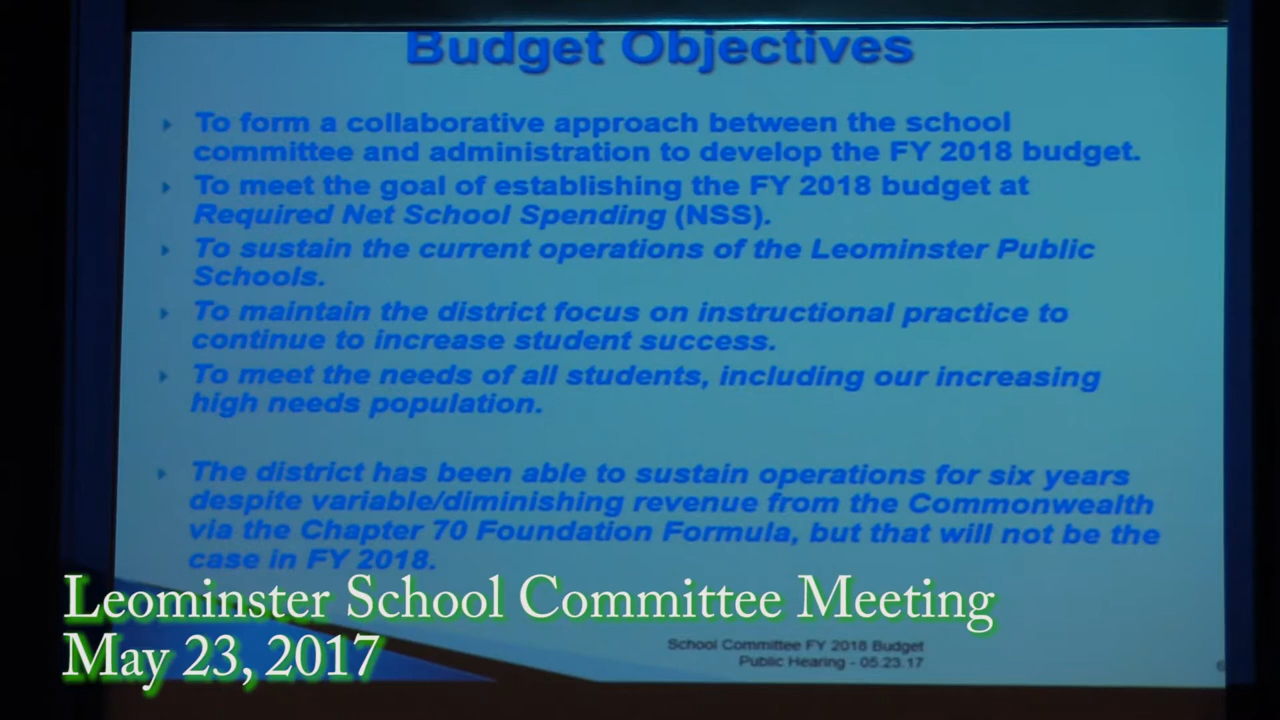 Budget Objectives
To form a collaborative approach between the school
committee and administration to develop the FY 2018 budget.
To meet the goal of establishing the FY 2018 budget at
Required Net School Spending (NSS).
To sustain the current operations of the Leominster Public
Schools.
To maintain the district focus on instructional practice to
continue to increase student success.
To meet the needs of all students, including our increasing
high needs population.
The district has been able to sustain operations for six years
despite variable/diminishing revenue from the Commonwealth
via the Chapter 70 Foundation Formula, but that will not be the
case in FY 2018.
Leominster School Committee Meeting
May 23, 2017
School Committee FY 2018 Budget
Public Hearing - 05.23.17
6